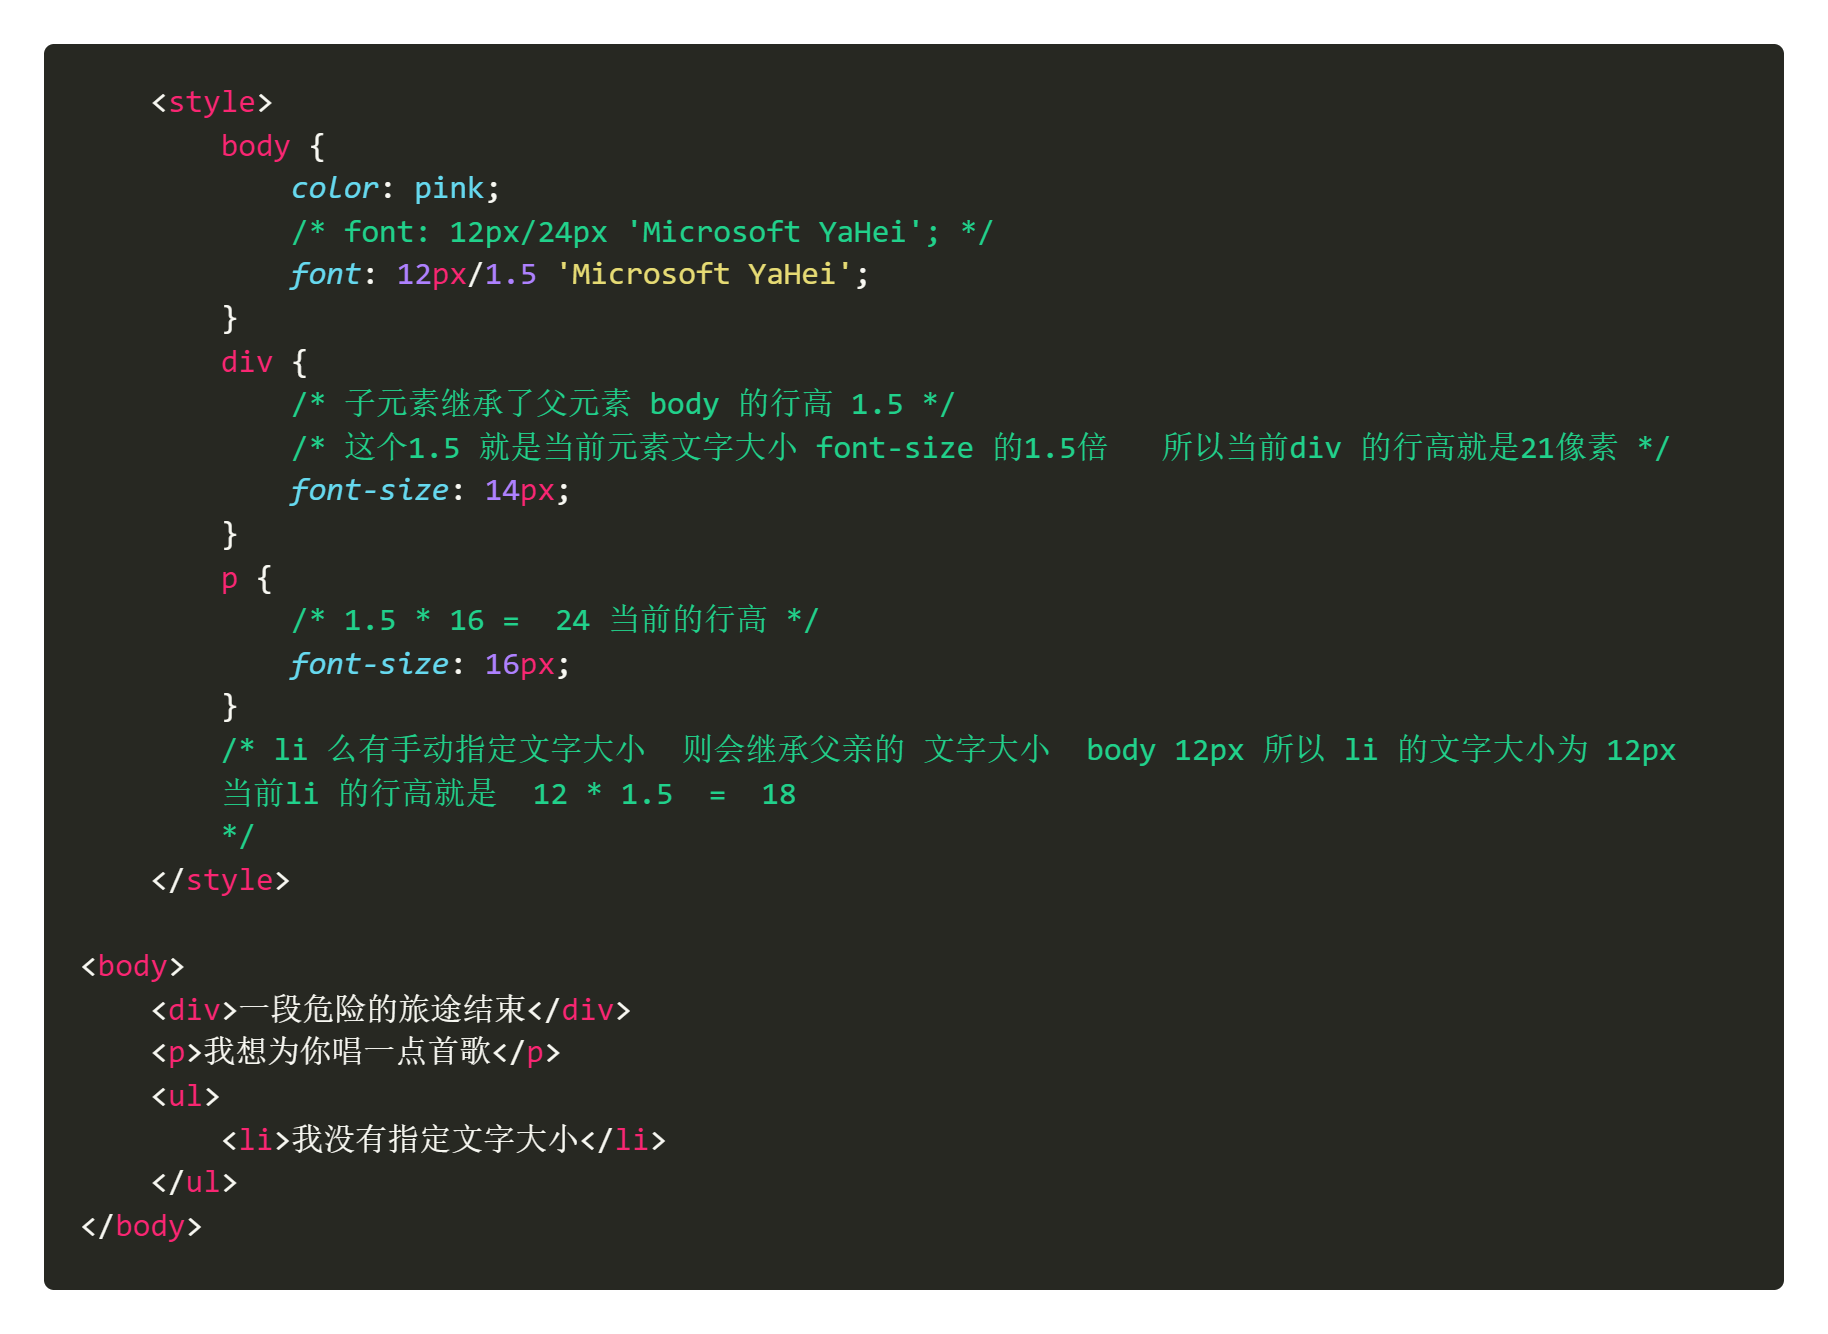 <style>
body {
color: pink;
/* font: 12px/24px 'Microsoft YaHei'; */
font: 12px/1.5 'Microsoft YaHei';
}
div {
/* 子元素继承了父元素 body 的行高 1.5 */
/* 这个1.5 就是当前元素文字大小 font-size 的1.5倍   所以当前div 的行高就是21像素 */
font-size: 14px;
}
p {
/* 1.5 * 16 =  24 当前的行高 */
font-size: 16px;
}
/* li 么有手动指定文字大小  则会继承父亲的 文字大小  body 12px 所以 li 的文字大小为 12px
当前li 的行高就是  12 * 1.5  =  18
*/
</style>
<body>
<div>一段危险的旅途结束</div>
<p>我想为你唱一点首歌</p>
<ul>
<li>我没有指定文字大小</li>
</ul>
</body>